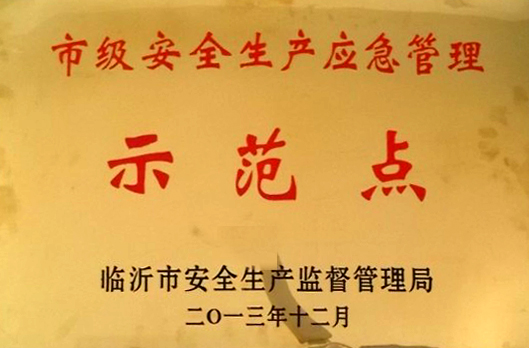 市级安全生产应急管理
示范点
临沂市安全生产监督管理局
二O一三年十二月